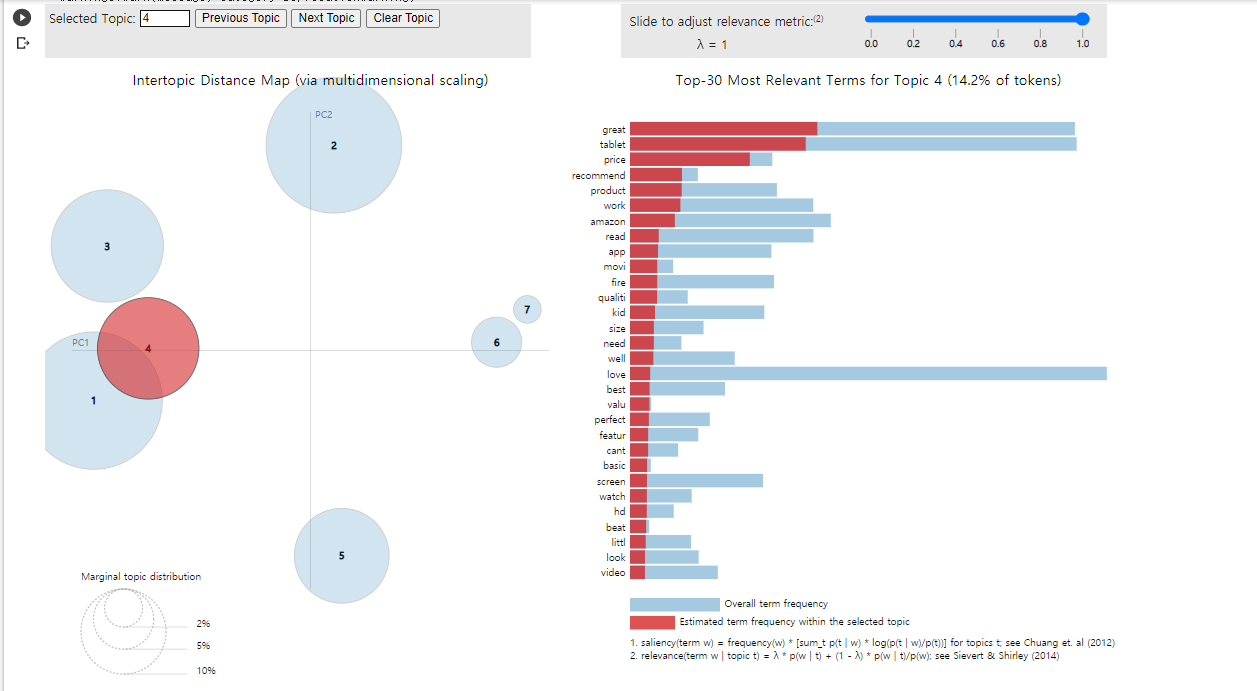 Selected Topic: 4 Previous Topic Next Topic Clear Topic
Slide to adjust relevance metric:(2)
λ = 1
0.0 0.2 0.4 0.6 0.8 1.0
Intertopic Distance Map (via multidimensional scaling)
PC2
2
3
7
6
PC1
4
1
5
Marginal topic distribution
2%
5%
10%
Top-30 Most Relevant Terms for Topic 4 (14.2% of tokens)
great
tablet
price
recommend
product
work
amazon
read
app
movi
fire
qualiti
kid
size
need
well
love
best
valu
perfect
featur
cant
basic
screen
watch
hd
beat
littl
look
video
Overall term frequency
Estimated term frequency within the selected topic
1. saliency(term w) = frequency(w) * [sum_t p(t | w) * log(p(t | w)/p(t))] for topics t; see Chuang et. al (2012)
2. relevance(term w | topic t) = λ * p(w | t) + (1 - λ) * p(w | t)/p(w); see Sievert & Shirley (2014)